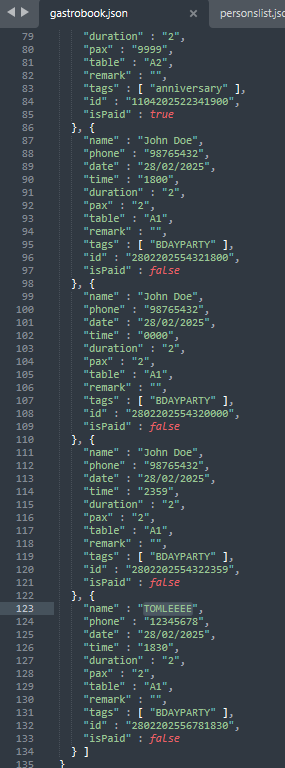 gastrobook.json
personslist.jso
79 "duration" : "2",
80 "pax" : "9999",
81 "table" : "A2",
82 "remark" : "",
83 "tags" : [ "anniversary" ],
84 "id" : "1104202522341900",
85 "isPaid" : true
86 }, {
87 "name" : "John Doe",
88 "phone" : "98765432",
89 "date" : "28/02/2025",
90 "time" : "1800",
91 "duration" : "2",
92 "pax" : "2",
93 "table" : "A1",
94 "remark" : "",
95 "tags" : [ "BDAYPARTY" ],
96 "id" : "2802202554321800",
97 "isPaid" : false
98 }, {
99 "name" : "John Doe",
100 "phone" : "98765432",
101 "date" : "28/02/2025",
102 "time" : "0000",
103 "duration" : "2",
104 "pax" : "2",
105 "table" : "A1",
106 "remark" : "",
107 "tags" : [ "BDAYPARTY" ],
108 "id" : "2802202554320000",
109 "isPaid" : false
110 }, {
111 "name" : "John Doe",
112 "phone" : "98765432",
113 "date" : "28/02/2025",
114 "time" : "2359",
115 "duration" : "2",
116 "pax" : "2",
117 "table" : "A1",
118 "remark" : "",
119 "tags" : [ "BDAYPARTY" ],
120 "id" : "2802202554322359",
121 "isPaid" : false
122 }, {
123 "name" : "TOMLEEEE",
124 "phone" : "12345678",
125 "date" : "28/02/2025",
126 "time" : "1830",
127 "duration" : "2",
128 "pax" : "2",
129 "table" : "A1",
130 "remark" : "",
131 "tags" : [ "BDAYPARTY" ],
132 "id" : "2802202556781830",
133 "isPaid" : false
134 } ]
135 }